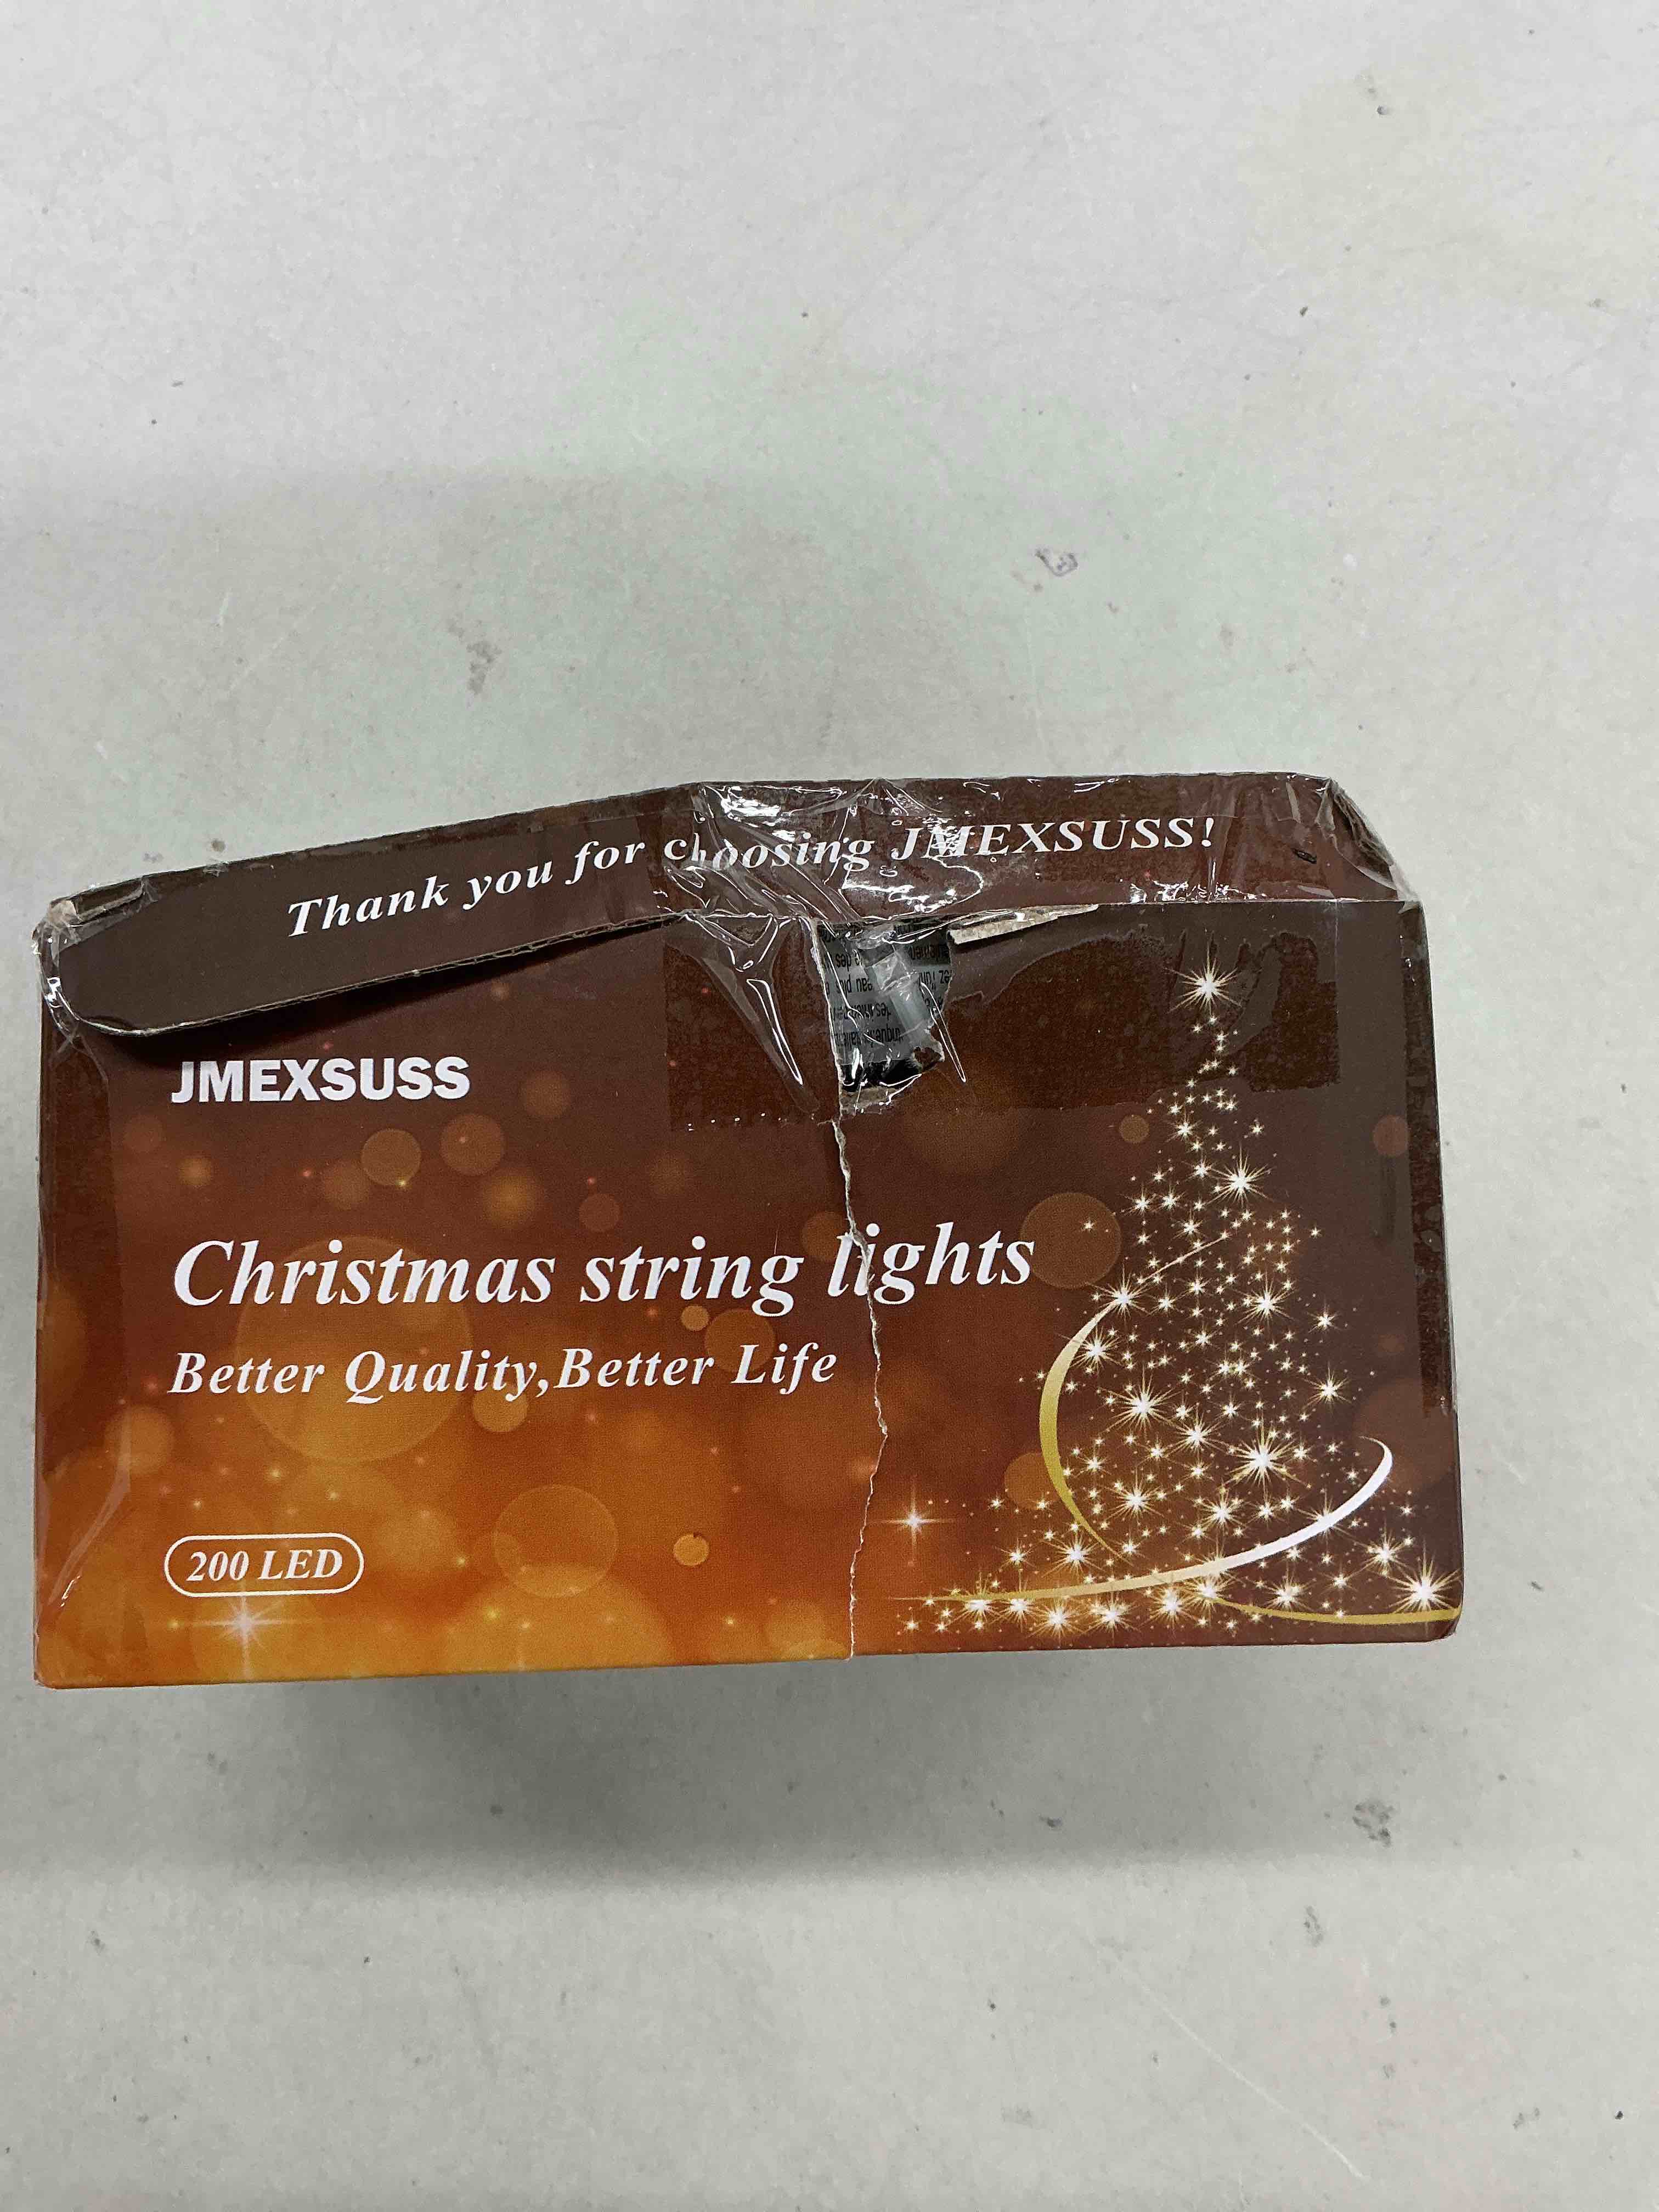 Thank you for choosing JMEXSUSS!
JMEXSUSS
Christmas string lights
Better Quality,Better Life
200 LED